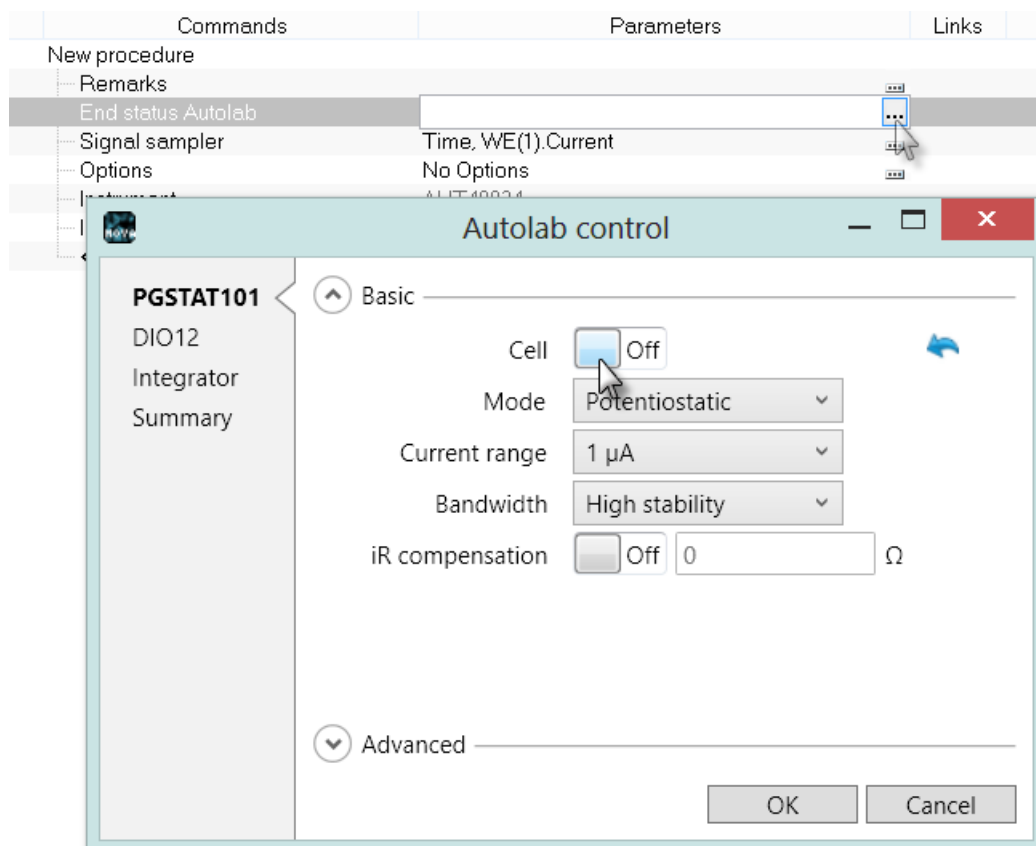 Commands Parameters Links
New procedure
Remarks
End status Autolab ...
Signal sampler Time, WE(1).Current
Options No Options
Autolab control
PGSTAT101
DIO12
Integrator
Summary
Basic
Cell Off
Mode Potentiostatic
Current range 1 µA
Bandwidth High stability
iR compensation Off 0 Ω
Advanced
OK Cancel